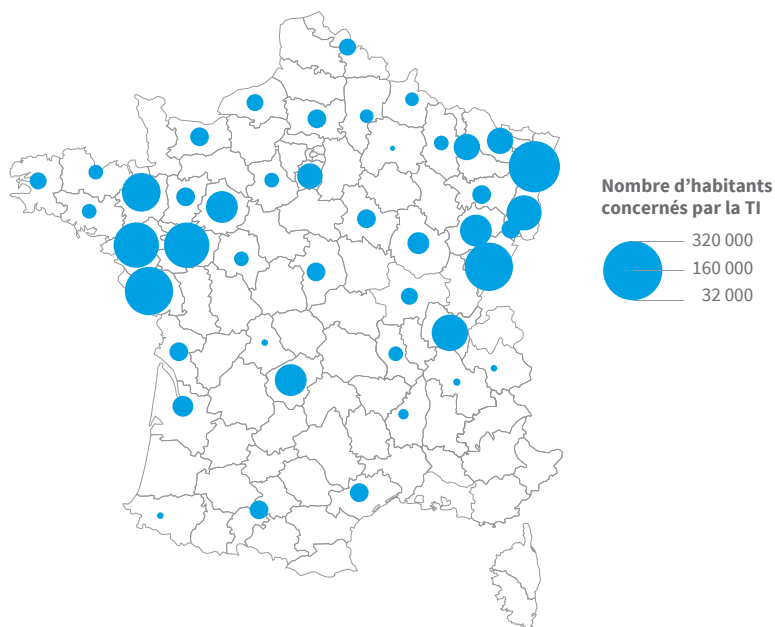 Nombre d’habitants
concernés par la TI
320 000
160 000
32 000